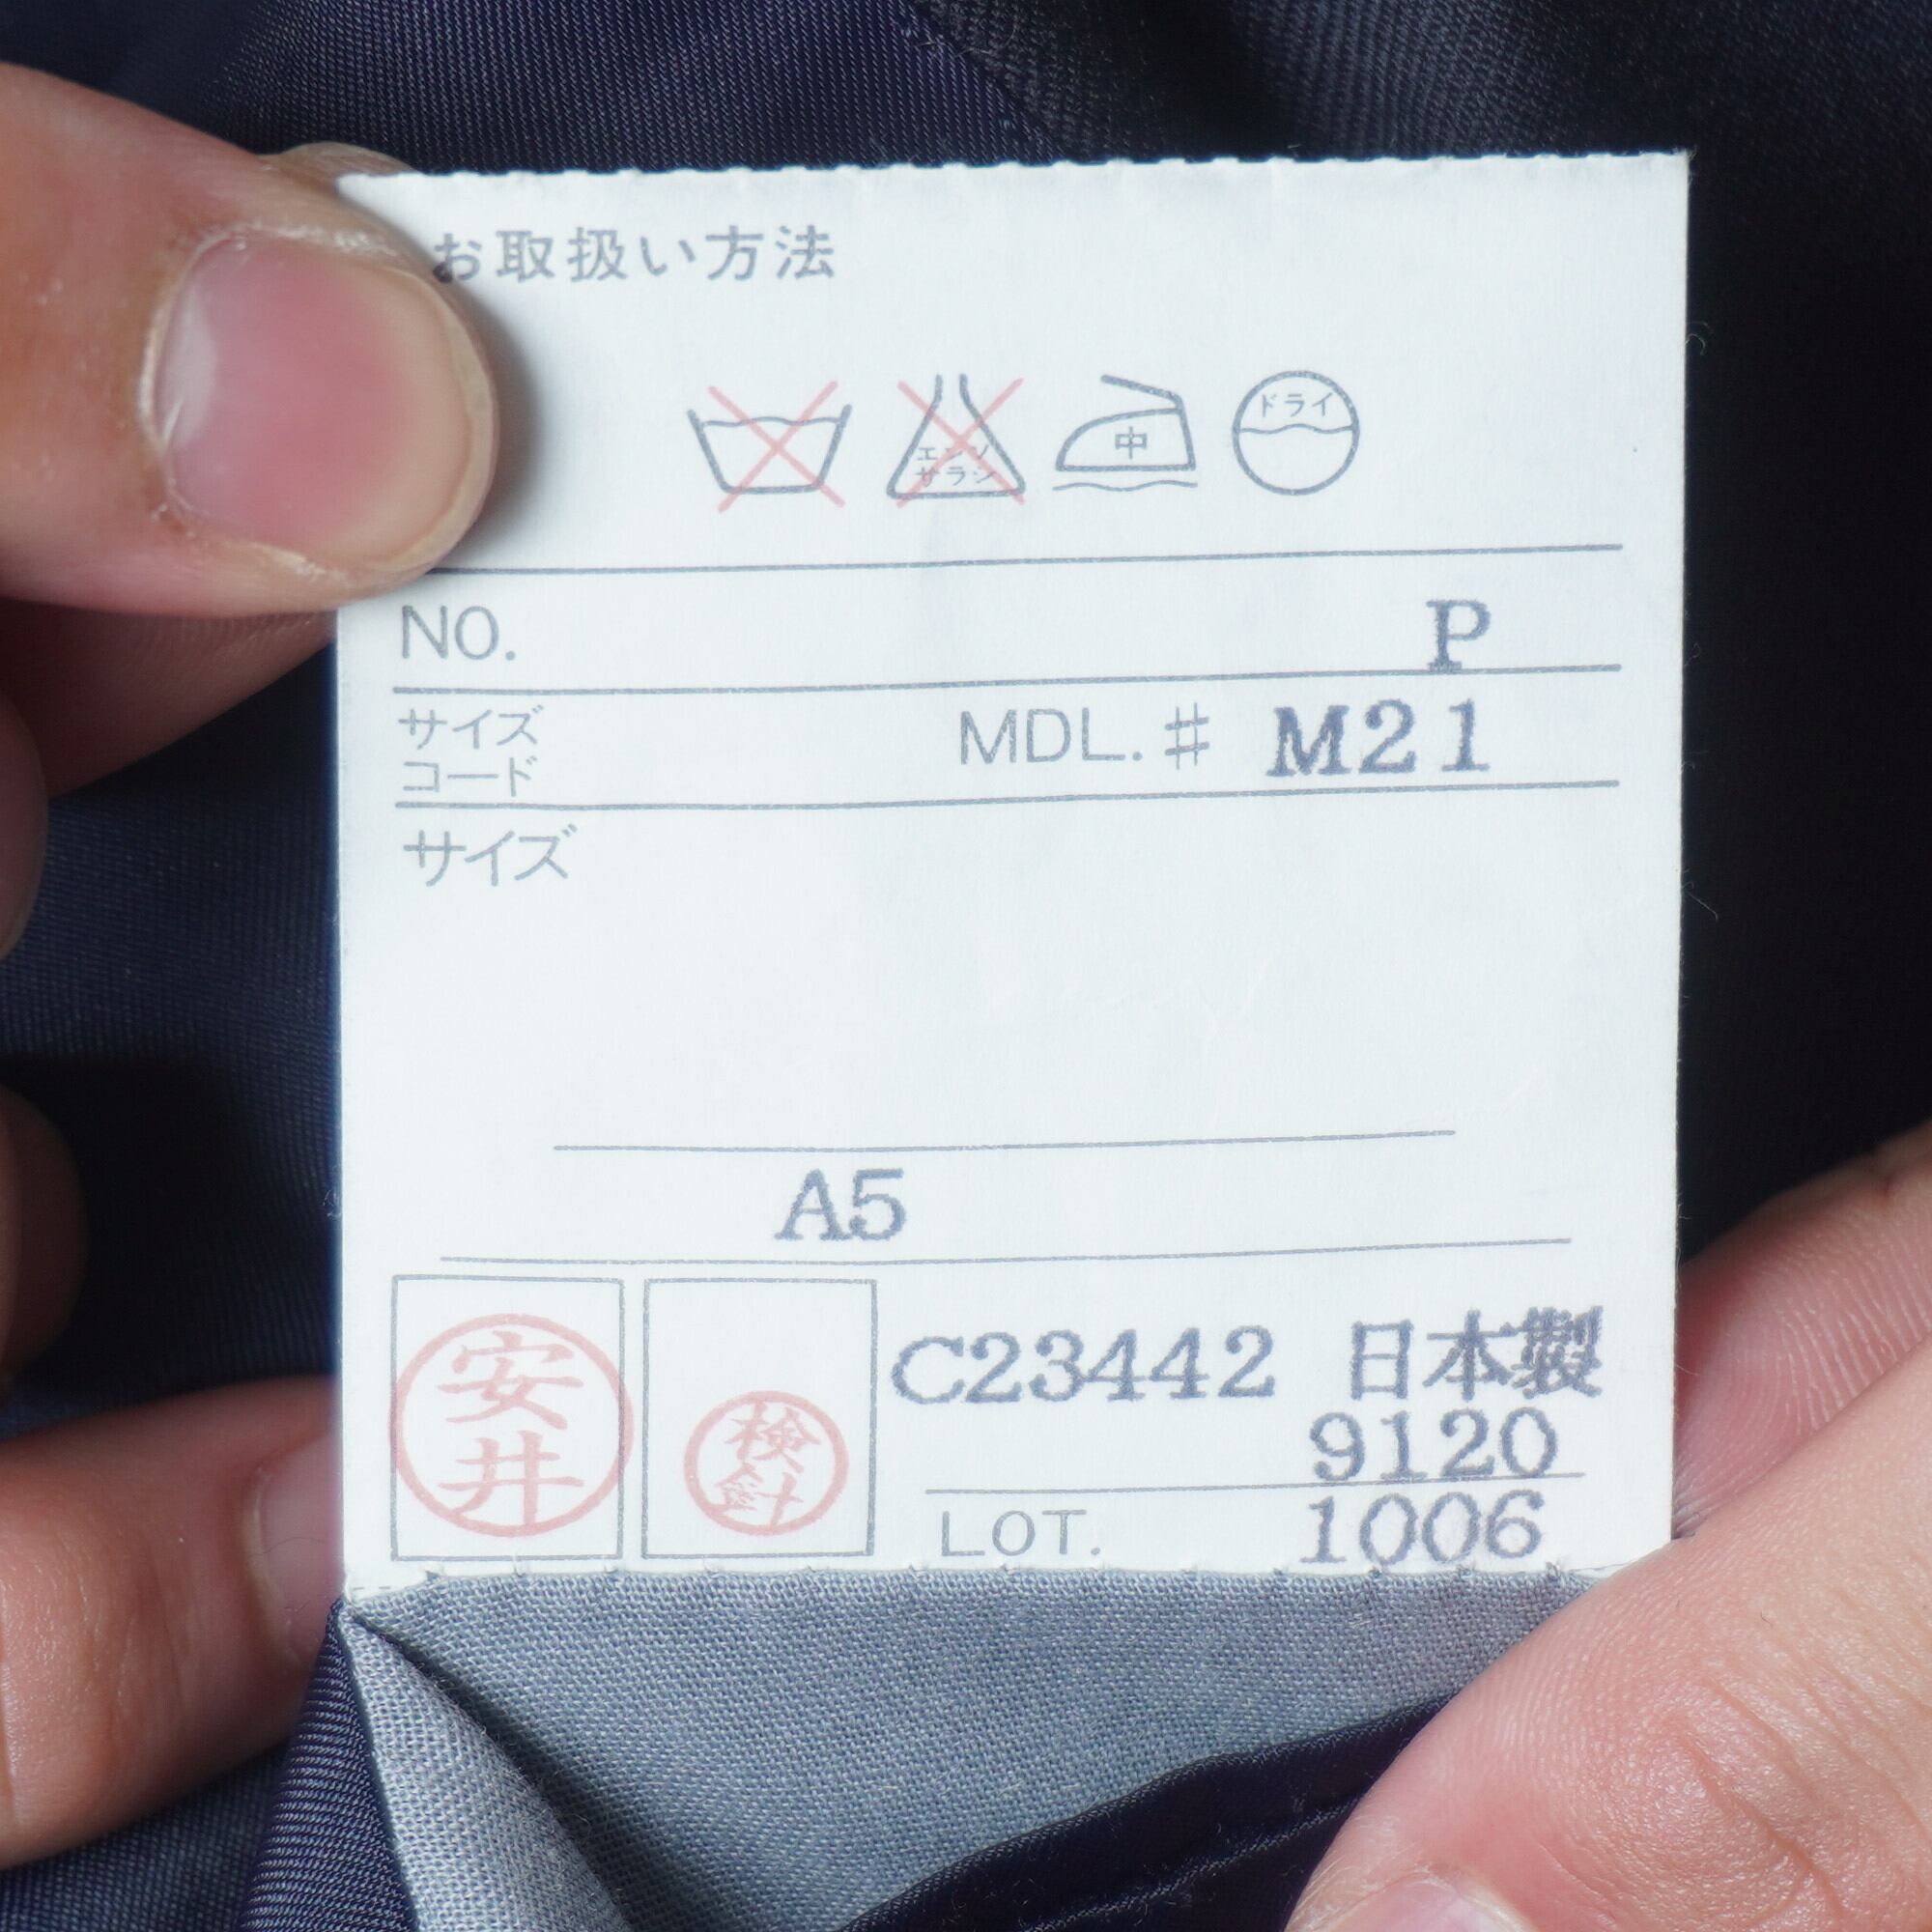 お取扱い方法
エンソ
サラシ
中
ドライ
NO. P
サイズ
コード
MDL.# M21
サイズ
A5
安井
検針
C23442 日本製
9120
LOT. 1006